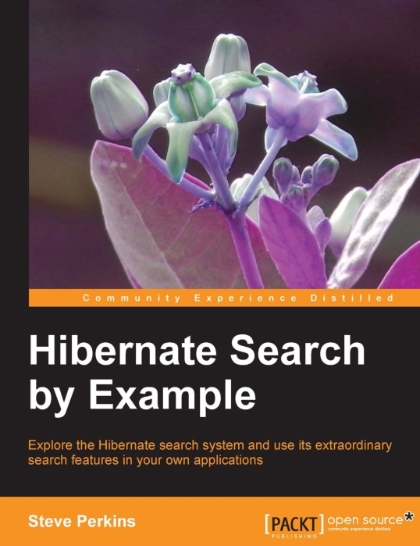 Community Experience Distilled
Hibernate Search
by Example
Explore the Hibernate search system and use its extraordinary
search features in your own applications
Steve Perkins
[PACKT] open source*
PUBLISHING community experience distilled